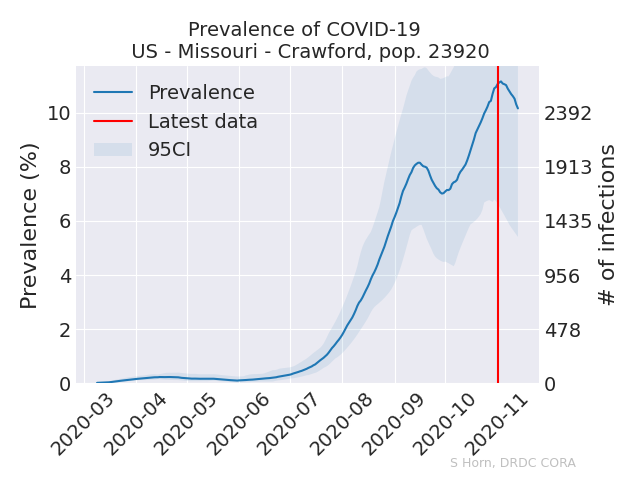 Prevalence of COVID-19
US - Missouri - Crawford, pop. 23920
Prevalence
Latest data
95CI
Prevalence (%)
10
8
6
4
2
0
2392
1913
1435
956
478
0
# of infections
2020-03
2020-04
2020-05
2020-06
2020-07
2020-08
2020-09
2020-10
2020-11
S Horn, DRDC CORA